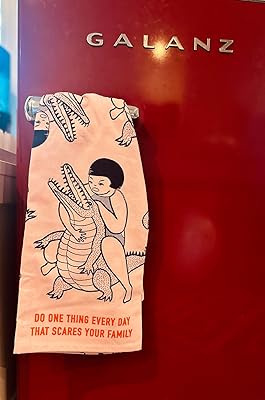 GALANZ
DO ONE THING EVERY DAY
THAT SCARES YOUR FAMILY